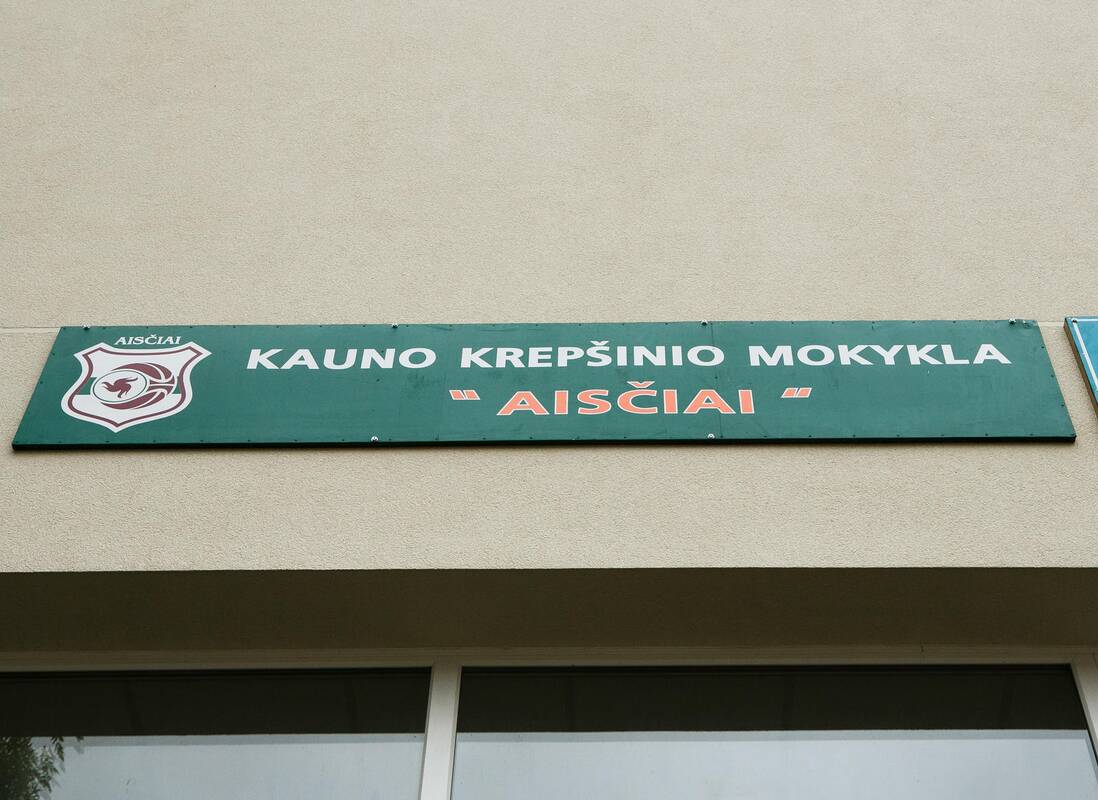 AISČIAI
KAUNO KREPŠINIO MOKYKLA
" AISČIAI "